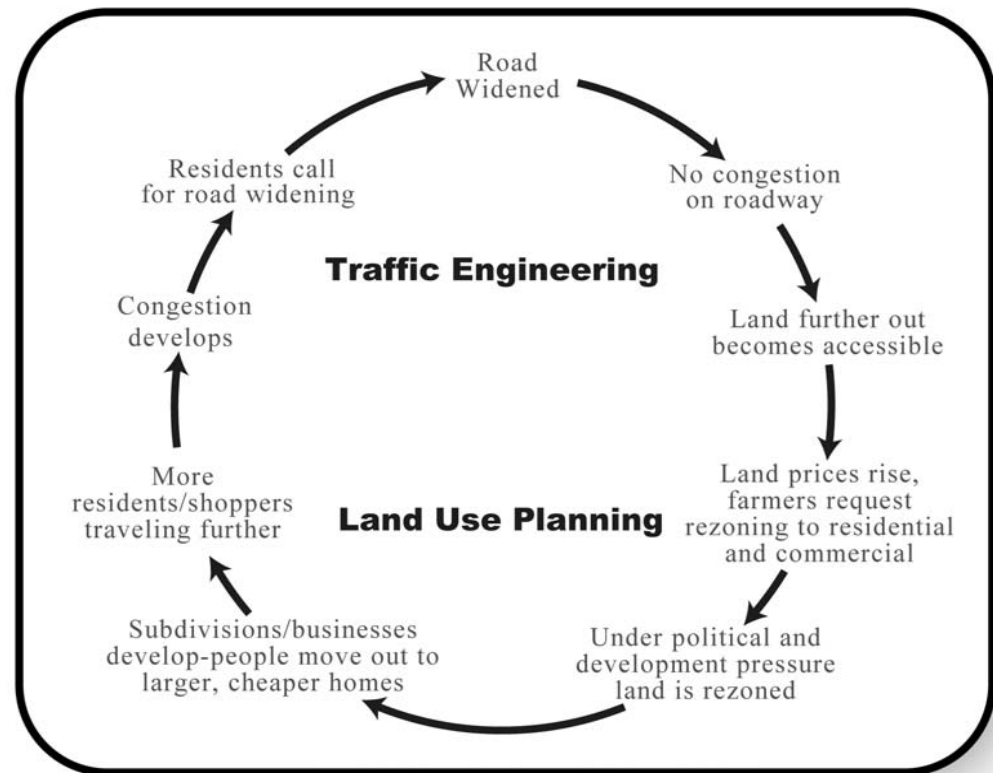 Road
Widened
No congestion
on roadway
Land further out
becomes accessible
Land prices rise,
farmers request
rezoning to residential
and commercial
Under political and
development pressure
land is rezoned
Subdivisions/businesses
develop-people move out to
larger, cheaper homes
More
residents/shoppers
traveling further
Congestion
develops
Residents call
for road widening
Traffic Engineering
Land Use Planning